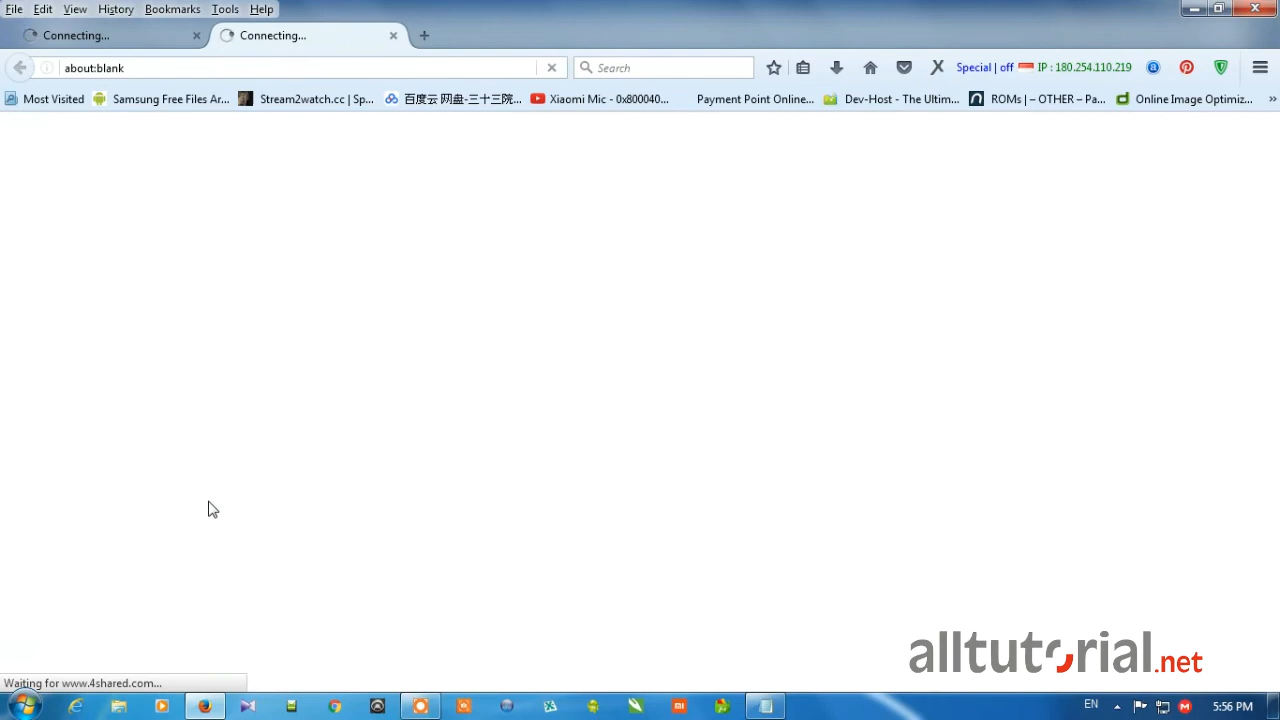 File Edit View History Bookmarks Tools Help
Connecting... Connecting...
about:blank Search Special | off IP : 180.254.110.219
Most Visited Samsung Free Files Ar... Stream2watch.cc | Sp... 百度云 网盘-三十三院... Xiaomi Mic - 0x800040... Payment Point Online... Dev-Host - The Ultim... ROMs | – OTHER – Pa... Online Image Optimiz... »
alltutorial.net
Waiting for www.4shared.com...
EN 5:56 PM